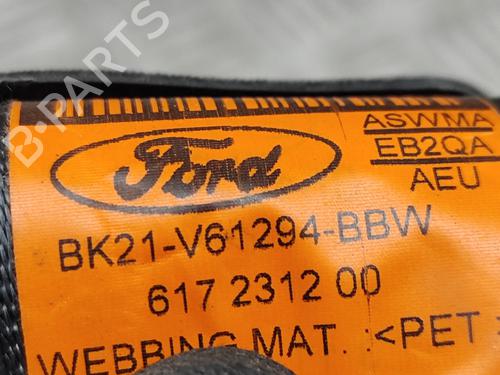 B-PARTS
ASWMA
EB2QA
AEU
Ford
BK21-V61294-BBW
617 2312 00
WEBBING MAT. :<PET